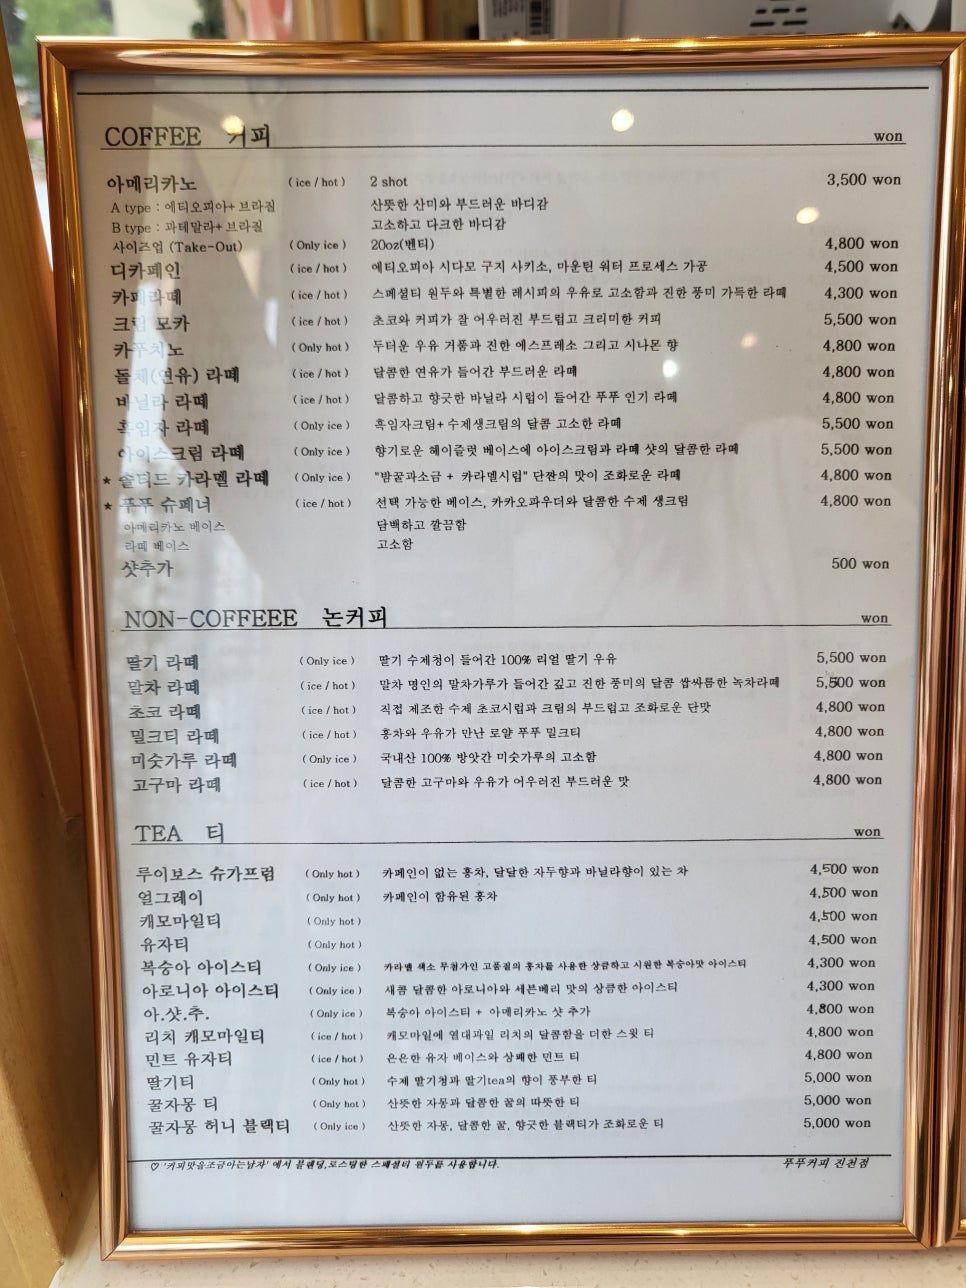 COFFEE 커피 won
아메리카노 ( ice / hot ) 2 shot 3,500 won
A type : 에티오피아+ 브라질 산뜻한 산미와 부드러운 바디감
B type : 과테말라+ 브라질 고소하고 다크한 바디감
사이즈업 (Take-Out) ( Only ice ) 20oz(벤티) 4,800 won
디카페인 ( ice / hot ) 에티오피아 시다모 구지 사키소, 마운틴 워터 프로세스 가공 4,500 won
카페라떼 ( ice / hot ) 스페셜티 원두와 특별한 레시피의 우유로 고소함과 진한 풍미 가득한 라떼 4,300 won
크림 모카 ( ice / hot ) 초코와 커피가 잘 어우러진 부드럽고 크리미한 커피 5,500 won
카푸치노 ( Only hot ) 두터운 우유 거품과 진한 에스프레소 그리고 시나몬 향 4,800 won
돌체(연유) 라떼 ( ice / hot ) 달콤한 연유가 들어간 부드러운 라떼 4,800 won
바닐라 라떼 ( ice / hot ) 달콤하고 향긋한 바닐라 시럽이 들어간 푸푸 인기 라떼 4,800 won
흑임자 라떼 ( Only ice ) 흑임자크림+ 수제생크림의 달콤 고소한 라떼 5,500 won
아이스크림 라떼 ( Only ice ) 향기로운 헤이즐럿 베이스에 아이스크림과 라떼 샷의 달콤한 라떼 5,500 won
★ 솔티드 카라멜 라떼 ( Only ice ) "밤꿀과소금 + 카라멜시럽" 단짠의 맛이 조화로운 라떼 4,800 won
★ 푸푸 슈페너 ( ice / hot ) 선택 가능한 베이스, 카카오파우더와 달콤한 수제 생크림 4,800 won
아메리카노 베이스 담백하고 깔끔함
라떼 베이스 고소함
샷추가 500 won
NON-COFFEEE 논커피 won
딸기 라떼 ( Only ice ) 딸기 수제청이 들어간 100% 리얼 딸기 우유 5,500 won
말차 라떼 ( ice / hot ) 말차 명인의 말차가루가 들어간 깊고 진한 풍미의 달콤 쌉싸름한 녹차라떼 5,500 won
초코 라떼 ( ice / hot ) 직접 제조한 수제 초코시럽과 크림의 부드럽고 조화로운 단맛 4,800 won
밀크티 라떼 ( ice / hot ) 홍차와 우유가 만난 로얄 푸푸 밀크티 4,800 won
미숫가루 라떼 ( Only ice ) 국내산 100% 방앗간 미숫가루의 고소함 4,800 won
고구마 라떼 ( ice / hot ) 달콤한 고구마와 우유가 어우러진 부드러운 맛 4,800 won
TEA 티 won
루이보스 슈가프럼 ( Only hot ) 카페인이 없는 홍차, 달달한 자두향과 바닐라향이 있는 차 4,500 won
얼그레이 ( Only hot ) 카페인이 함유된 홍차 4,500 won
캐모마일티 ( Only hot ) 4,500 won
유자티 ( Only hot ) 4,500 won
복숭아 아이스티 ( Only ice ) 카라멜 색소 무첨가인 고품질의 홍차를 사용한 상큼하고 시원한 복숭아맛 아이스티 4,300 won
아로니아 아이스티 ( Only ice ) 새콤 달콤한 아로니아와 세븐베리 맛의 상큼한 아이스티 4,300 won
아.샷.추. ( Only ice ) 복숭아 아이스티 + 아메리카노 샷 추가 4,800 won
리치 캐모마일티 ( ice / hot ) 캐모마일에 열대과일 리치의 달콤함을 더한 스윗 티 4,800 won
민트 유자티 ( ice / hot ) 은은한 유자 베이스와 상쾌한 민트 티 4,800 won
딸기티 ( Only hot ) 수제 딸기청과 딸기tea의 향이 풍부한 티 5,000 won
꿀자몽 티 ( Only hot ) 산뜻한 자몽과 달콤한 꿀의 따뜻한 티 5,000 won
꿀자몽 허니 블랙티 ( Only ice ) 산뜻한 자몽, 달콤한 꿀, 향긋한 블랙티가 조화로운 티 5,000 won
♡ '커피맛을조금아는남자' 에서 블렌딩,로스팅한 스페셜티 원두를 사용합니다. 푸푸커피 진천점